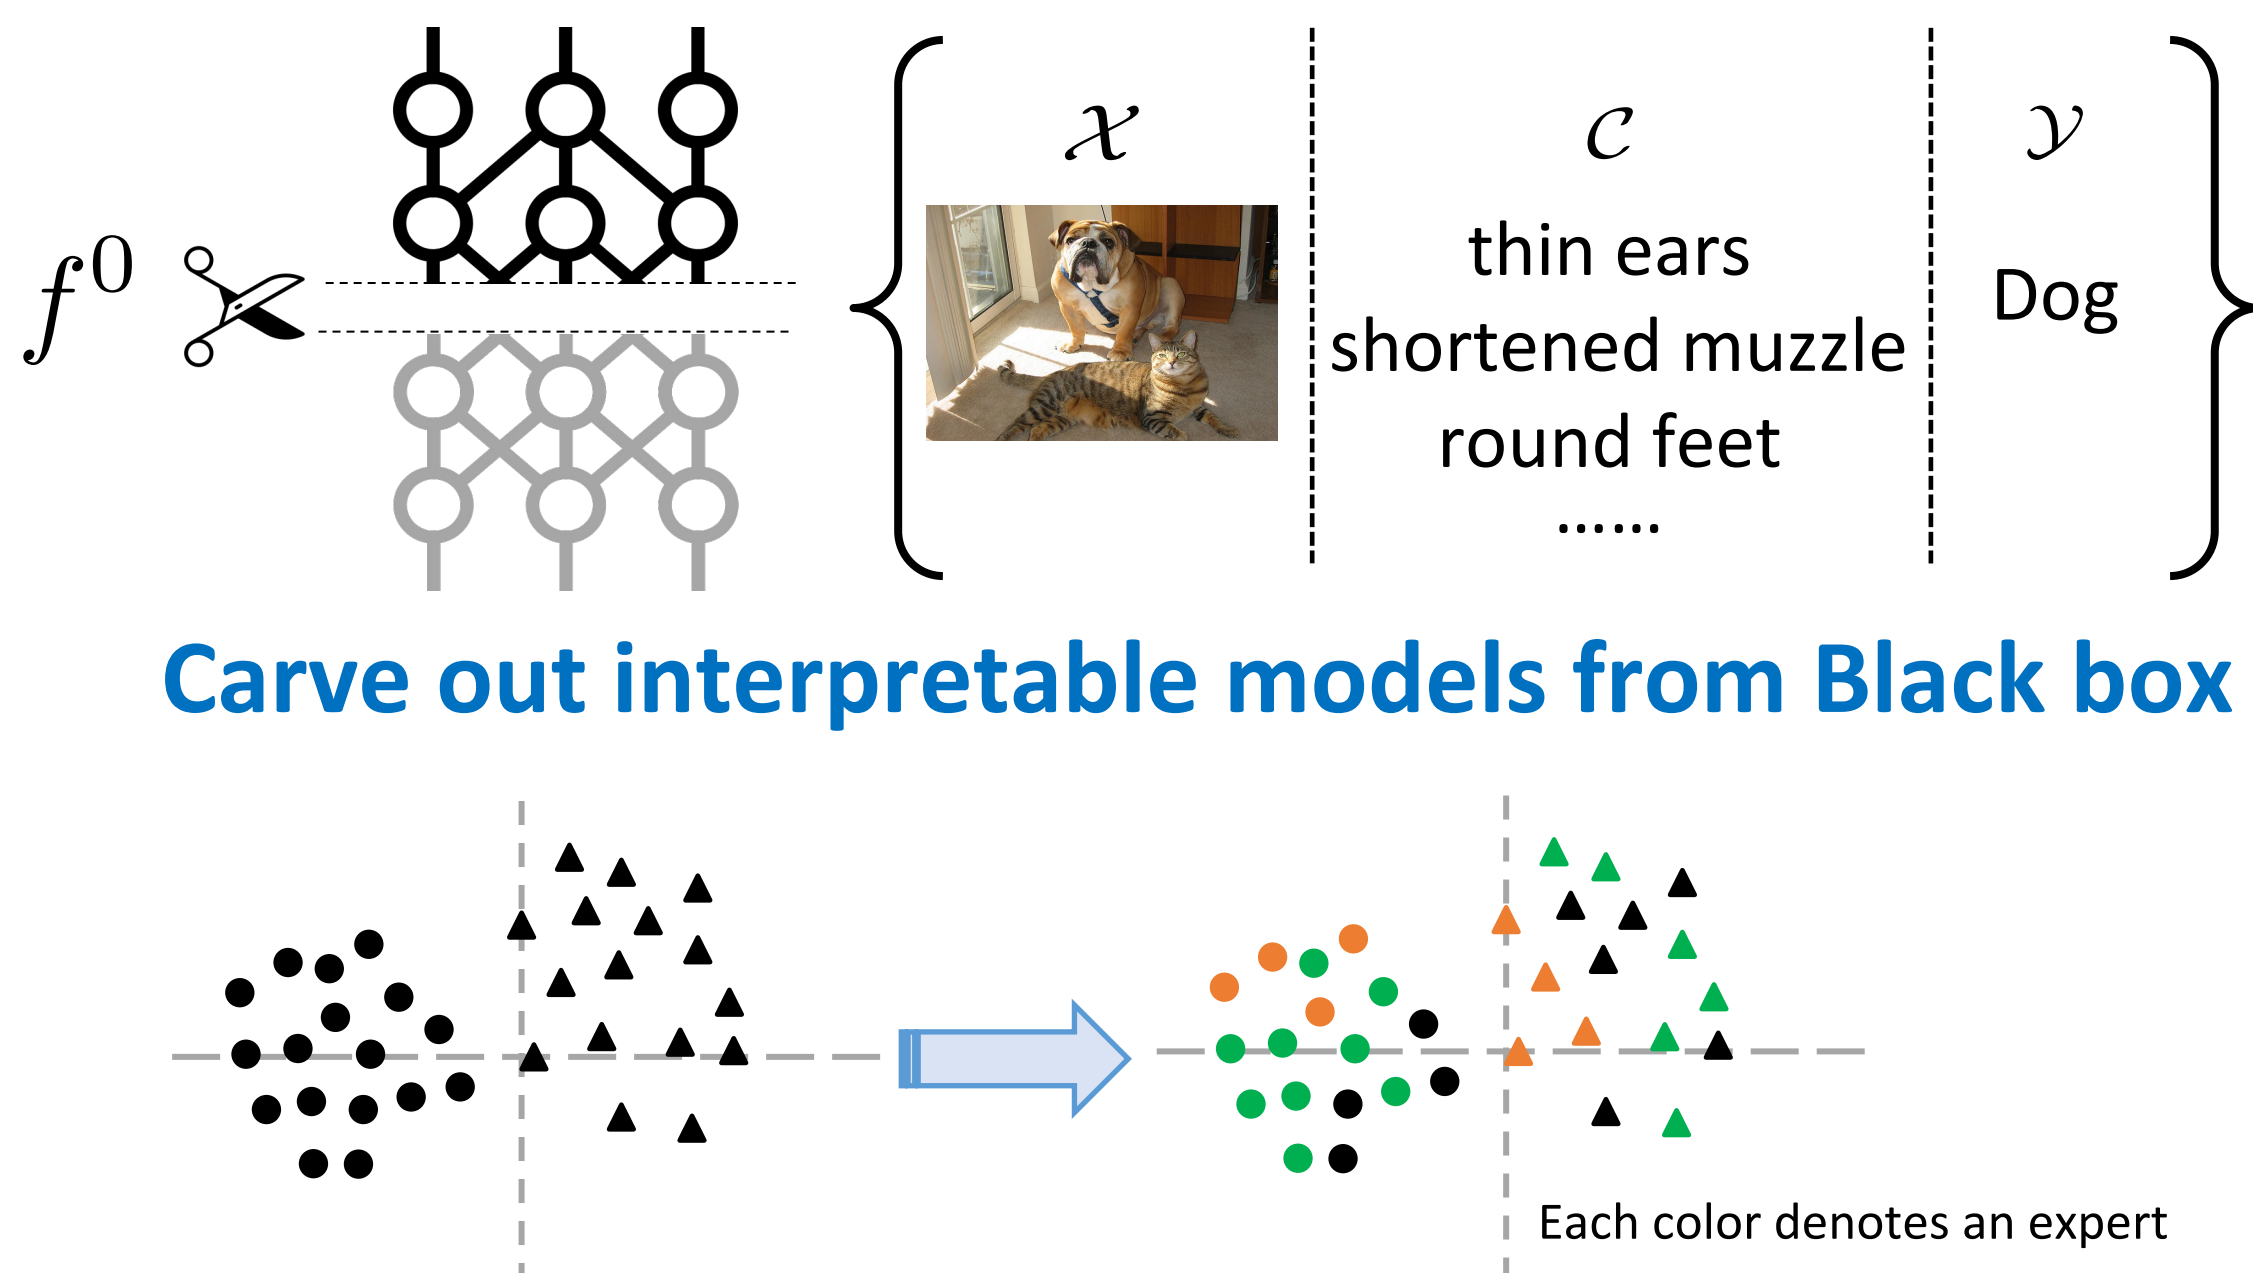 f⁰
𝒳
𝒞
𝒴
thin ears
shortened muzzle
round feet
......
Dog
Carve out interpretable models from Black box
Each color denotes an expert